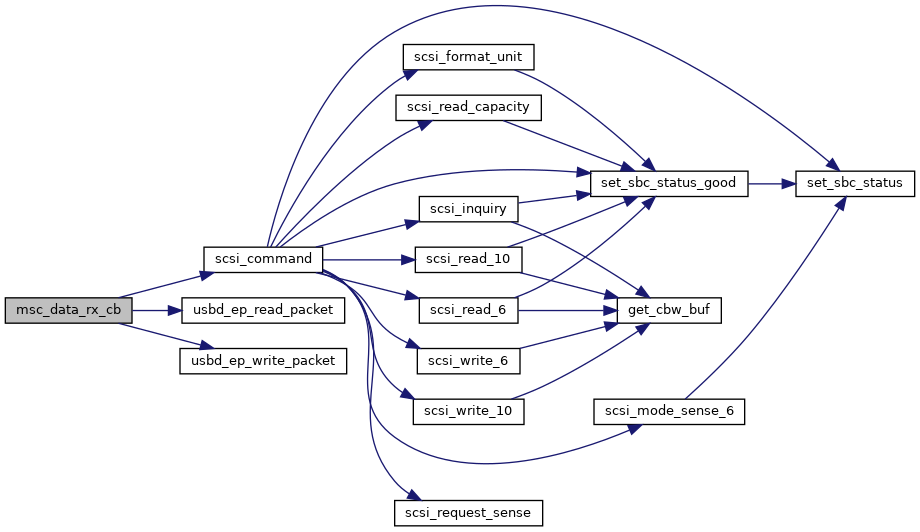 scsi_format_unit
scsi_read_capacity
set_sbc_status_good
set_sbc_status
scsi_inquiry
scsi_command
scsi_read_10
msc_data_rx_cb
usbd_ep_read_packet
scsi_read_6
get_cbw_buf
usbd_ep_write_packet
scsi_write_6
scsi_write_10
scsi_mode_sense_6
scsi_request_sense